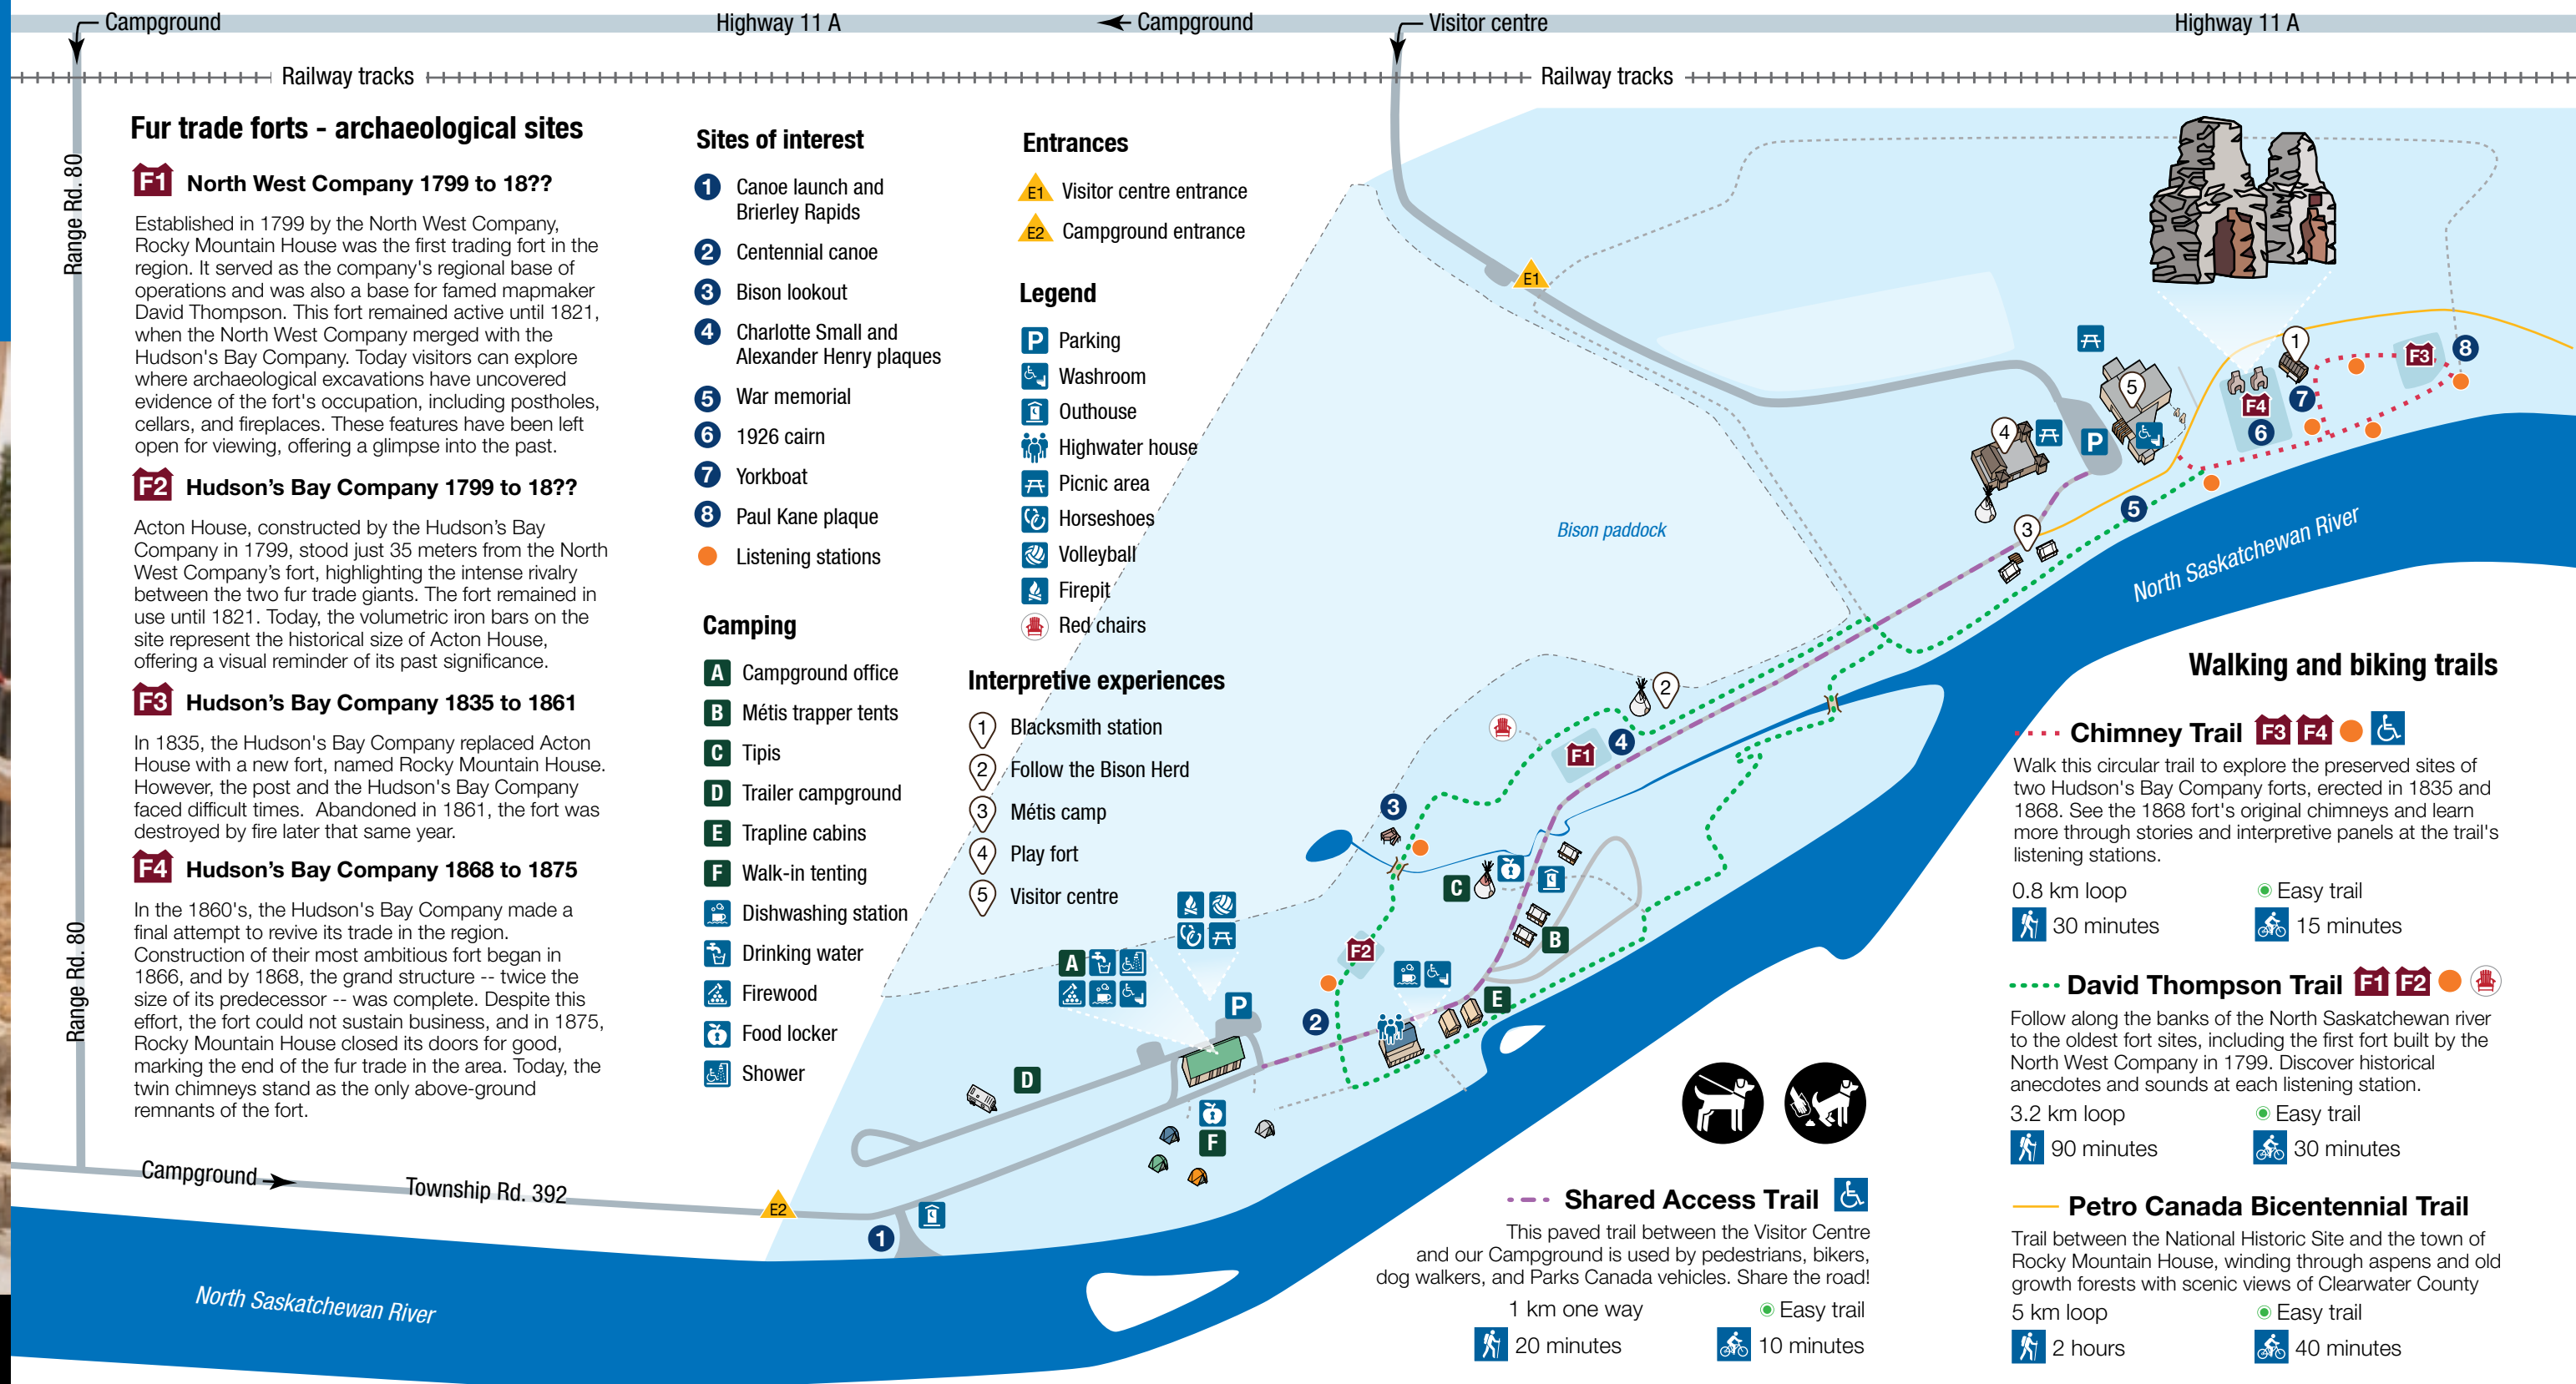 Campground
Highway 11 A
Campground
Visitor centre
Highway 11 A
Railway tracks
Railway tracks
Range Rd. 80
Range Rd. 80
Fur trade forts - archaeological sites
F1 North West Company 1799 to 18??
Established in 1799 by the North West Company,
Rocky Mountain House was the first trading fort in the
region. It served as the company's regional base of
operations and was also a base for famed mapmaker
David Thompson. This fort remained active until 1821,
when the North West Company merged with the
Hudson's Bay Company. Today visitors can explore
where archaeological excavations have uncovered
evidence of the fort's occupation, including postholes,
cellars, and fireplaces. These features have been left
open for viewing, offering a glimpse into the past.
F2 Hudson’s Bay Company 1799 to 18??
Acton House, constructed by the Hudson’s Bay
Company in 1799, stood just 35 meters from the North
West Company’s fort, highlighting the intense rivalry
between the two fur trade giants. The fort remained in
use until 1821. Today, the volumetric iron bars on the
site represent the historical size of Acton House,
offering a visual reminder of its past significance.
F3 Hudson’s Bay Company 1835 to 1861
In 1835, the Hudson's Bay Company replaced Acton
House with a new fort, named Rocky Mountain House.
However, the post and the Hudson's Bay Company
faced difficult times. Abandoned in 1861, the fort was
destroyed by fire later that same year.
F4 Hudson’s Bay Company 1868 to 1875
In the 1860's, the Hudson's Bay Company made a
final attempt to revive its trade in the region.
Construction of their most ambitious fort began in
1866, and by 1868, the grand structure -- twice the
size of its predecessor -- was complete. Despite this
effort, the fort could not sustain business, and in 1875,
Rocky Mountain House closed its doors for good,
marking the end of the fur trade in the area. Today, the
twin chimneys stand as the only above-ground
remnants of the fort.
Sites of interest
1 Canoe launch and
Brierley Rapids
2 Centennial canoe
3 Bison lookout
4 Charlotte Small and
Alexander Henry plaques
5 War memorial
6 1926 cairn
7 Yorkboat
8 Paul Kane plaque
Listening stations
Camping
A Campground office
B Métis trapper tents
C Tipis
D Trailer campground
E Trapline cabins
F Walk-in tenting
Dishwashing station
Drinking water
Firewood
Food locker
Shower
Entrances
E1 Visitor centre entrance
E2 Campground entrance
Legend
P Parking
Washroom
Outhouse
Highwater house
Picnic area
Horseshoes
Volleyball
Firepit
Red chairs
Interpretive experiences
1 Blacksmith station
2 Follow the Bison Herd
3 Métis camp
4 Play fort
5 Visitor centre
E1
1
F3
8
5
F4
7
4
P
6
5
3
Bison paddock
North Saskatchewan River
2
4
F1
3
C
B
F2
A
E
P
2
D
F
Campground
Township Rd. 392
E2
1
North Saskatchewan River
Walking and biking trails
Chimney Trail F3 F4
Walk this circular trail to explore the preserved sites of
two Hudson's Bay Company forts, erected in 1835 and
1868. See the 1868 fort's original chimneys and learn
more through stories and interpretive panels at the trail's
listening stations.
0.8 km loop
Easy trail
30 minutes
15 minutes
David Thompson Trail F1 F2
Follow along the banks of the North Saskatchewan river
to the oldest fort sites, including the first fort built by the
North West Company in 1799. Discover historical
anecdotes and sounds at each listening station.
3.2 km loop
Easy trail
90 minutes
30 minutes
Shared Access Trail
This paved trail between the Visitor Centre
and our Campground is used by pedestrians, bikers,
dog walkers, and Parks Canada vehicles. Share the road!
1 km one way
Easy trail
20 minutes
10 minutes
Petro Canada Bicentennial Trail
Trail between the National Historic Site and the town of
Rocky Mountain House, winding through aspens and old
growth forests with scenic views of Clearwater County
5 km loop
Easy trail
2 hours
40 minutes